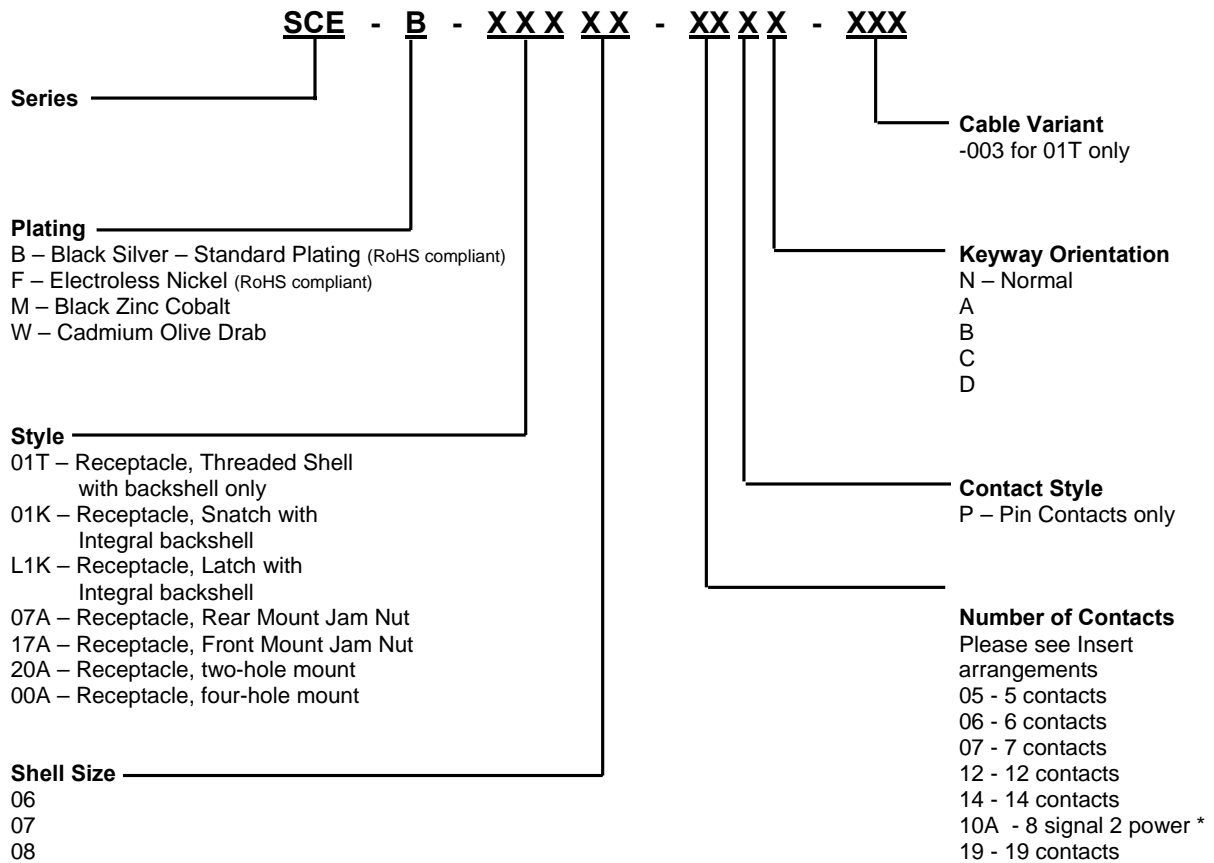 SCE - B - X X X X X - XX X X - XXX
Series
Cable Variant
-003 for 01T only
Plating
B – Black Silver – Standard Plating (RoHS compliant)
F – Electroless Nickel (RoHS compliant)
M – Black Zinc Cobalt
W – Cadmium Olive Drab
Keyway Orientation
N – Normal
A
B
C
D
Style
01T – Receptacle, Threaded Shell
with backshell only
01K – Receptacle, Snatch with
Integral backshell
L1K – Receptacle, Latch with
Integral backshell
07A – Receptacle, Rear Mount Jam Nut
17A – Receptacle, Front Mount Jam Nut
20A – Receptacle, two-hole mount
00A – Receptacle, four-hole mount
Contact Style
P – Pin Contacts only
Number of Contacts
Please see Insert
arrangements
05 - 5 contacts
06 - 6 contacts
07 - 7 contacts
12 - 12 contacts
14 - 14 contacts
10A - 8 signal 2 power *
19 - 19 contacts
Shell Size
06
07
08